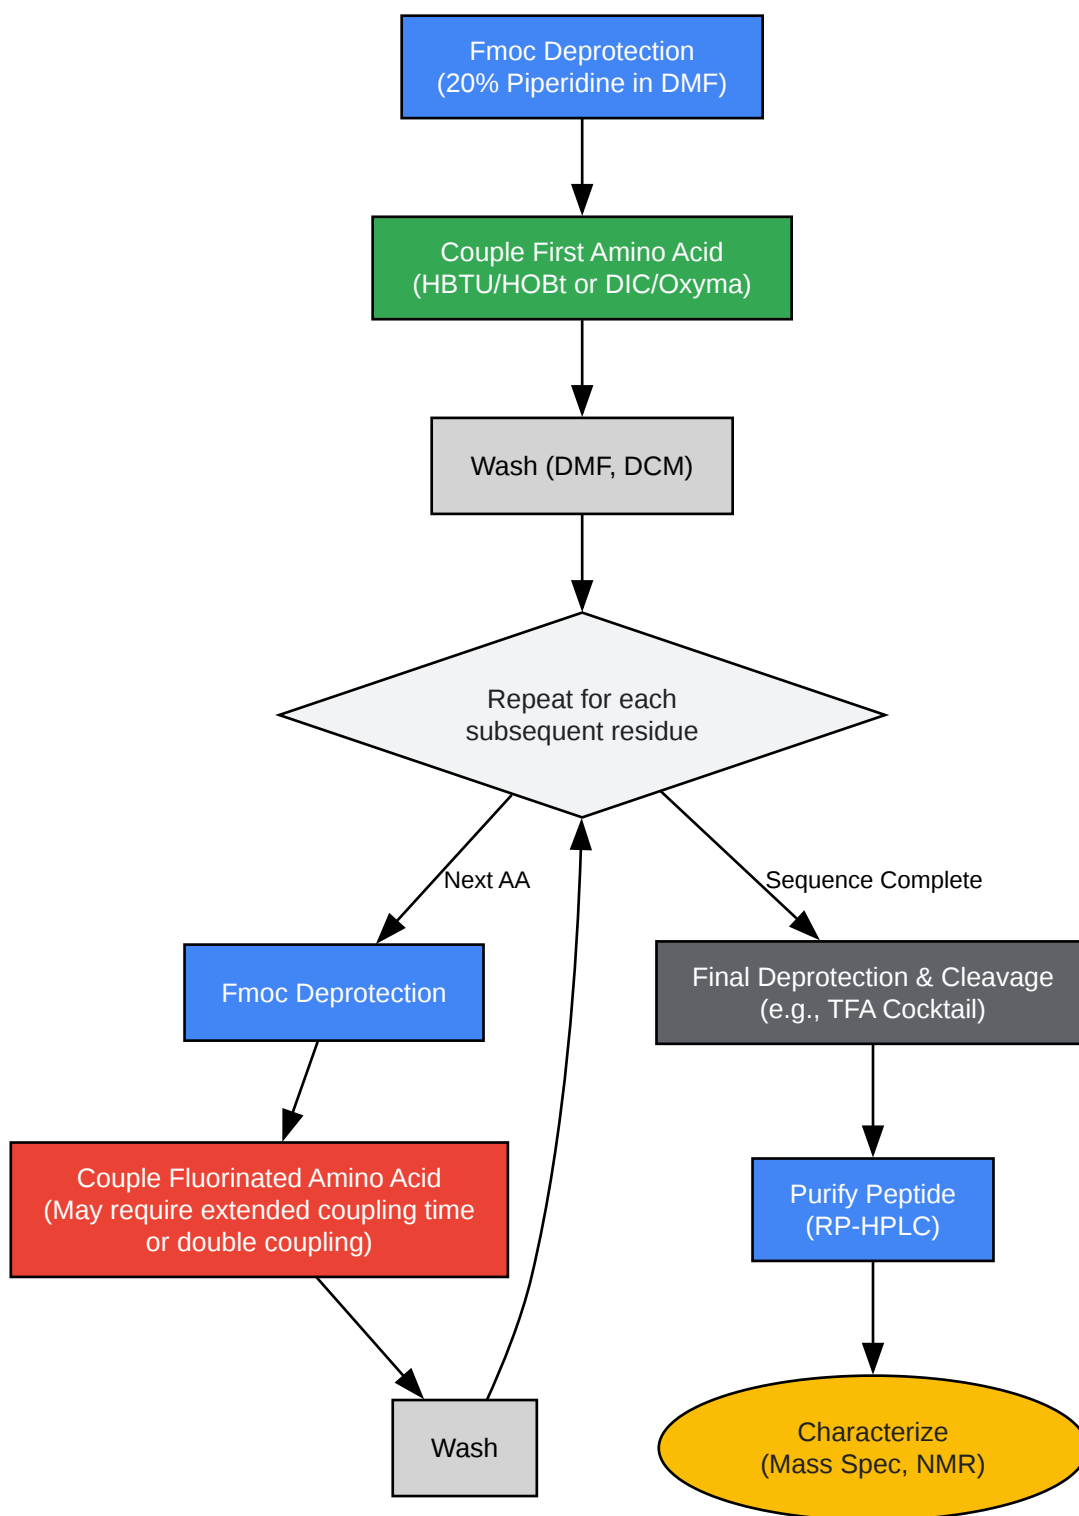 Fmoc Deprotection
(20% Piperidine in DMF)
Couple First Amino Acid
(HBTU/HOBt or DIC/Oxyma)
Wash (DMF, DCM)
Repeat for each
subsequent residue
Next AA
Sequence Complete
Fmoc Deprotection
Final Deprotection & Cleavage
(e.g., TFA Cocktail)
Couple Fluorinated Amino Acid
(May require extended coupling time
or double coupling)
Purify Peptide
(RP-HPLC)
Wash
Characterize
(Mass Spec, NMR)